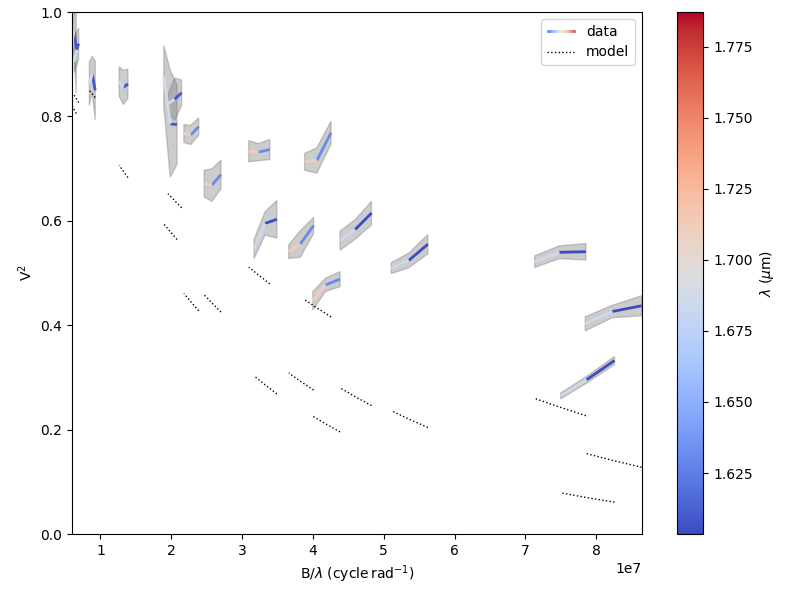 1.0
0.8
0.6
0.4
0.2
0.0
V²
1 2 3 4 5 6 7 8
1e7
B/λ (cycle rad⁻¹)
data
model
1.775
1.750
1.725
1.700
1.675
1.650
1.625
λ (μm)